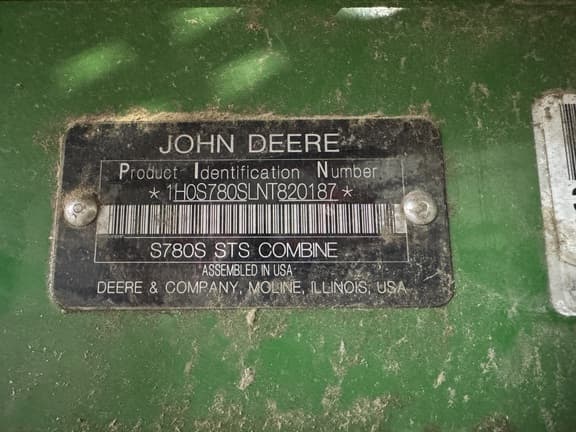 JOHN DEERE
Product Identification Number
*1H0S780SLNT820187*
S780S STS COMBINE
ASSEMBLED IN USA
DEERE & COMPANY, MOLINE, ILLINOIS, USA